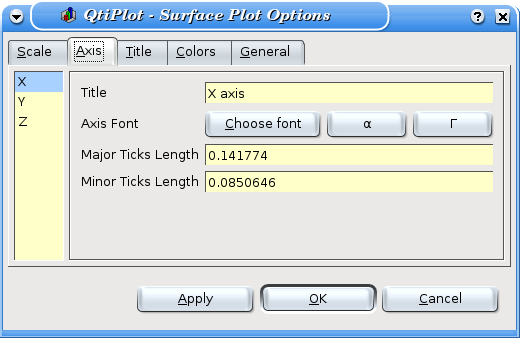 QtiPlot - Surface Plot Options
?
Scale Axis Title Colors General
X
Y
Z
Title X axis
Axis Font Choose font α Γ
Major Ticks Length 0.141774
Minor Ticks Length 0.0850646
Apply OK Cancel